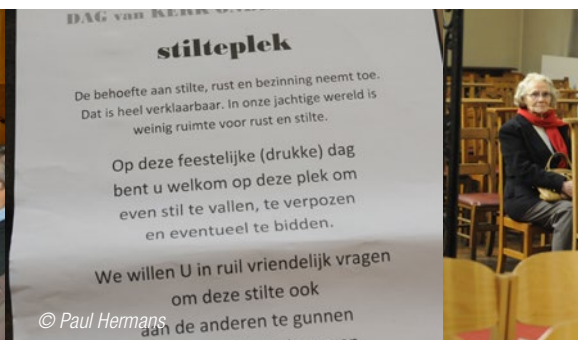 DAG van KERK
stilteplek
De behoefte aan stilte, rust en bezinning neemt toe.
Dat is heel verklaarbaar. In onze jachtige wereld is
weinig ruimte voor rust en stilte.
Op deze feestelijke (drukke) dag
bent u welkom op deze plek om
even stil te vallen, te verpozen
en eventueel te bidden.
We willen U in ruil vriendelijk vragen
om deze stilte ook
aan de anderen te gunnen
© Paul Hermans